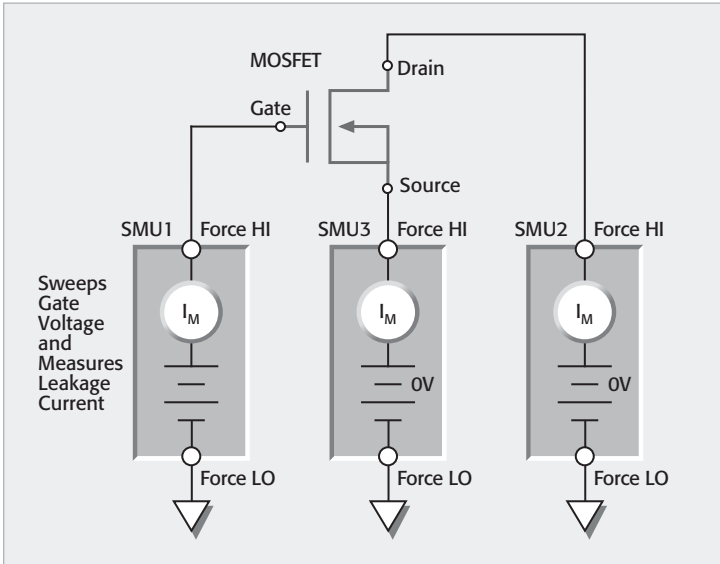 MOSFET
Drain
Gate
Source
SMU1 Force HI
SMU3 Force HI
SMU2 Force HI
Sweeps
Gate
Voltage
and
Measures
Leakage
Current
IM
IM
0V
IM
0V
Force LO
Force LO
Force LO